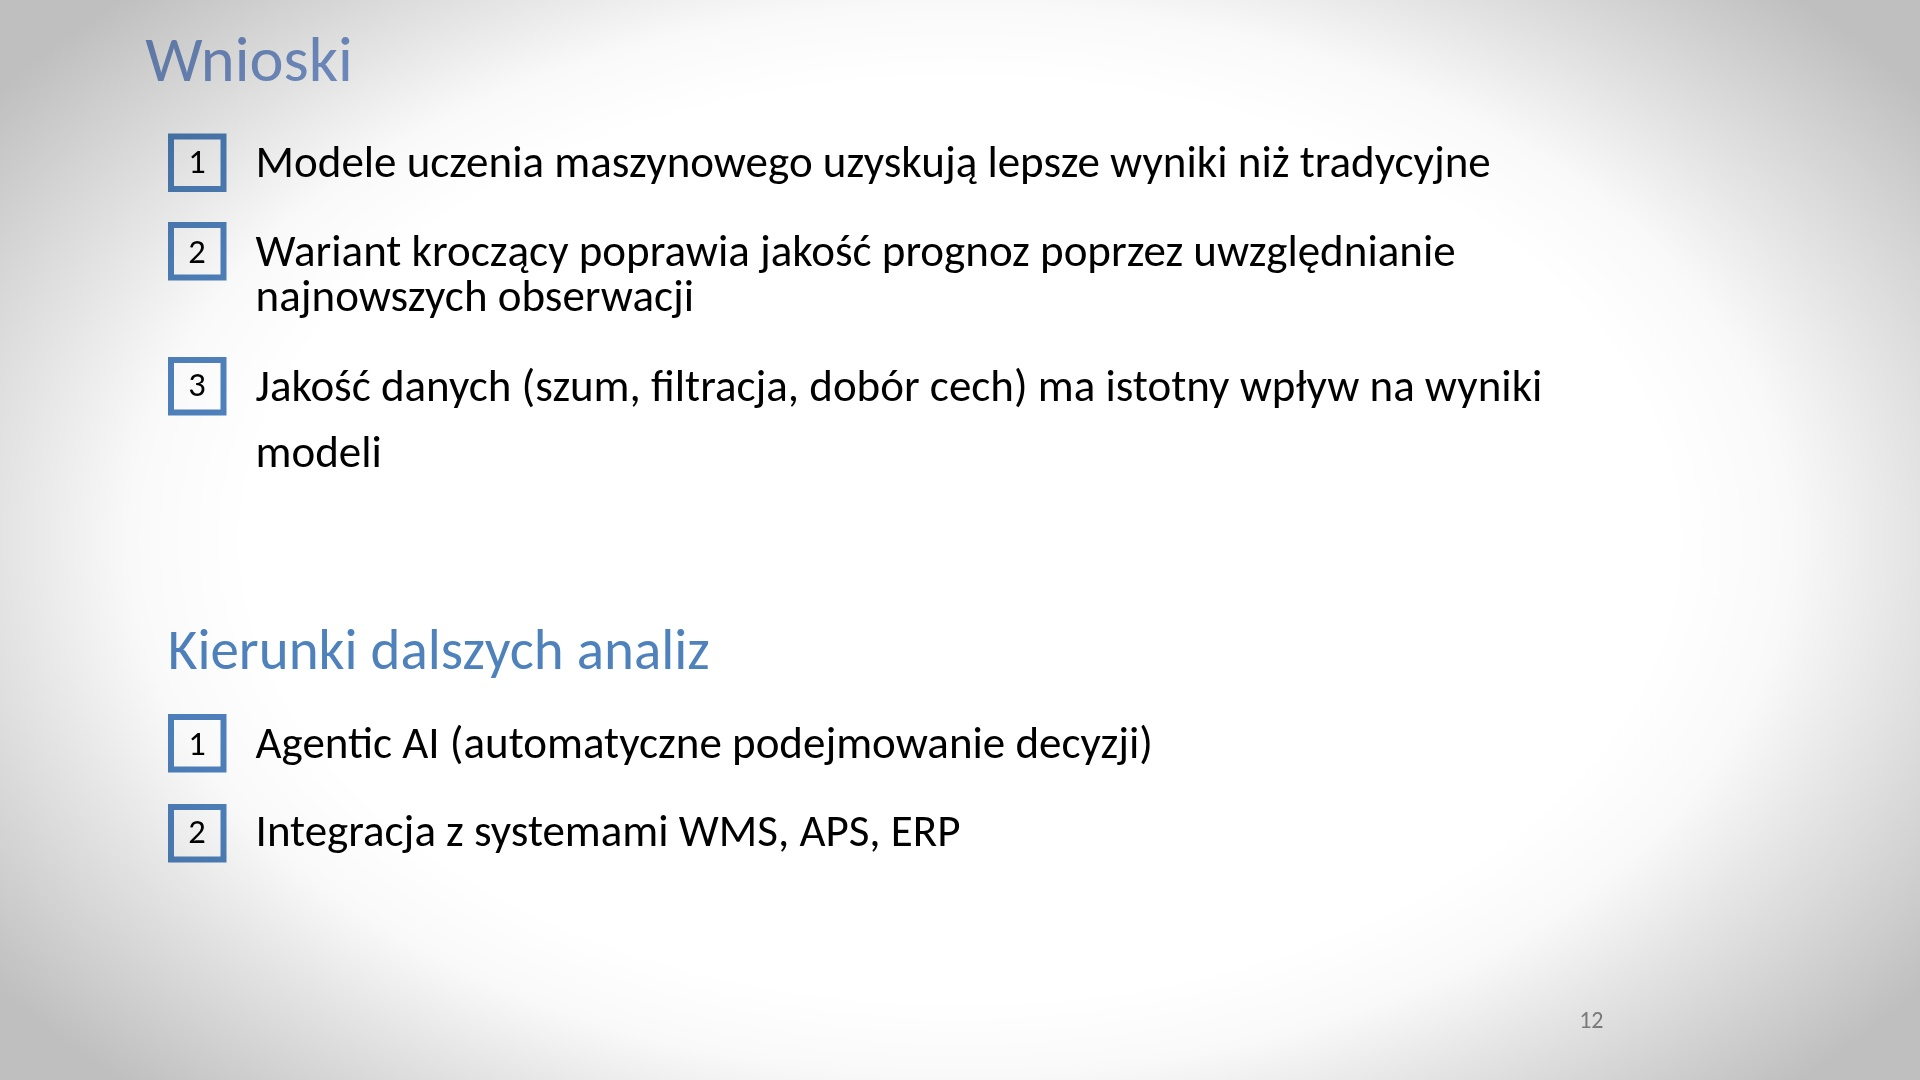 Wnioski
1 Modele uczenia maszynowego uzyskują lepsze wyniki niż tradycyjne
2 Wariant kroczący poprawia jakość prognoz poprzez uwzględnianie
najnowszych obserwacji
3 Jakość danych (szum, filtracja, dobór cech) ma istotny wpływ na wyniki
modeli
Kierunki dalszych analiz
1 Agentic AI (automatyczne podejmowanie decyzji)
2 Integracja z systemami WMS, APS, ERP
12